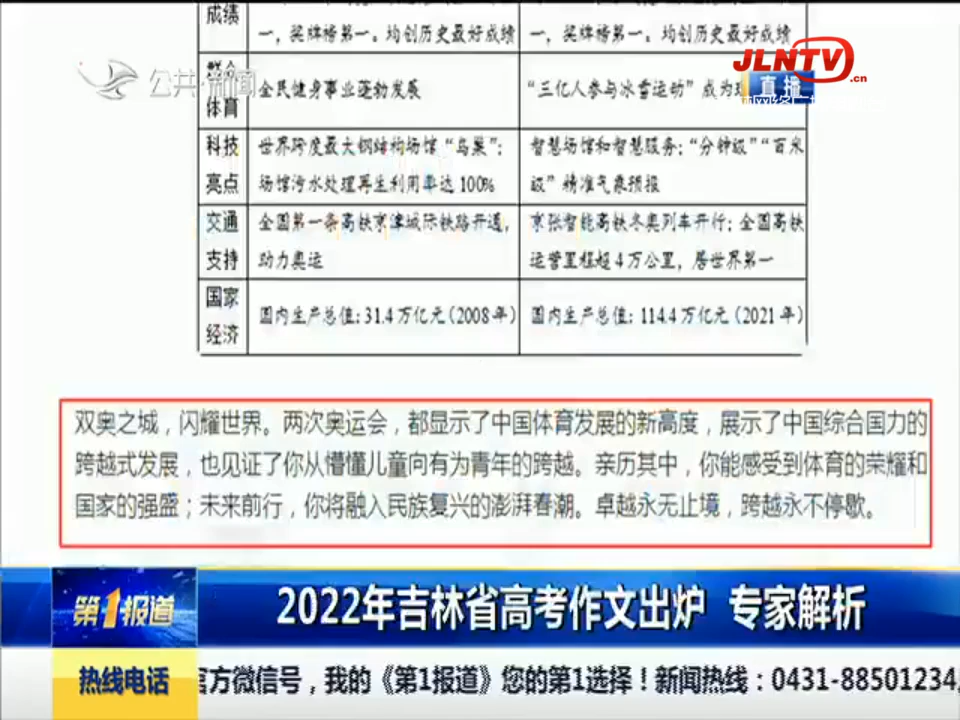 成绩
一，奖牌榜第一。均创历史最好成绩
一，奖牌榜第一。均创历史最好成绩
JLNTV.cn
直播
公共·新闻
群众体育
全民健身事业蓬勃发展
“三亿人参与冰雪运动”成为
科技亮点
世界跨度最大钢结构场馆“鸟巢”；
场馆污水处理再生利用率达100%
智慧场馆和智慧服务；“分钟级”“百米
级”精准气象预报
交通支持
全国第一条高铁京津城际铁路开通，
助力奥运
京张智能高铁冬奥列车开行；全国高铁
运营里程超4万公里，居世界第一
国家经济
国内生产总值：31.4万亿元（2008年）
国内生产总值：114.4万亿元（2021年）
双奥之城，闪耀世界。两次奥运会，都显示了中国体育发展的新高度，展示了中国综合国力的
跨越式发展，也见证了你从懵懂儿童向有为青年的跨越。亲历其中，你能感受到体育的荣耀和
国家的强盛；未来前行，你将融入民族复兴的澎湃春潮。卓越永无止境，跨越永不停歇。
第1报道
2022年吉林省高考作文出炉 专家解析
热线电话
官方微信号，我的《第1报道》您的第1选择！新闻热线：0431-88501234